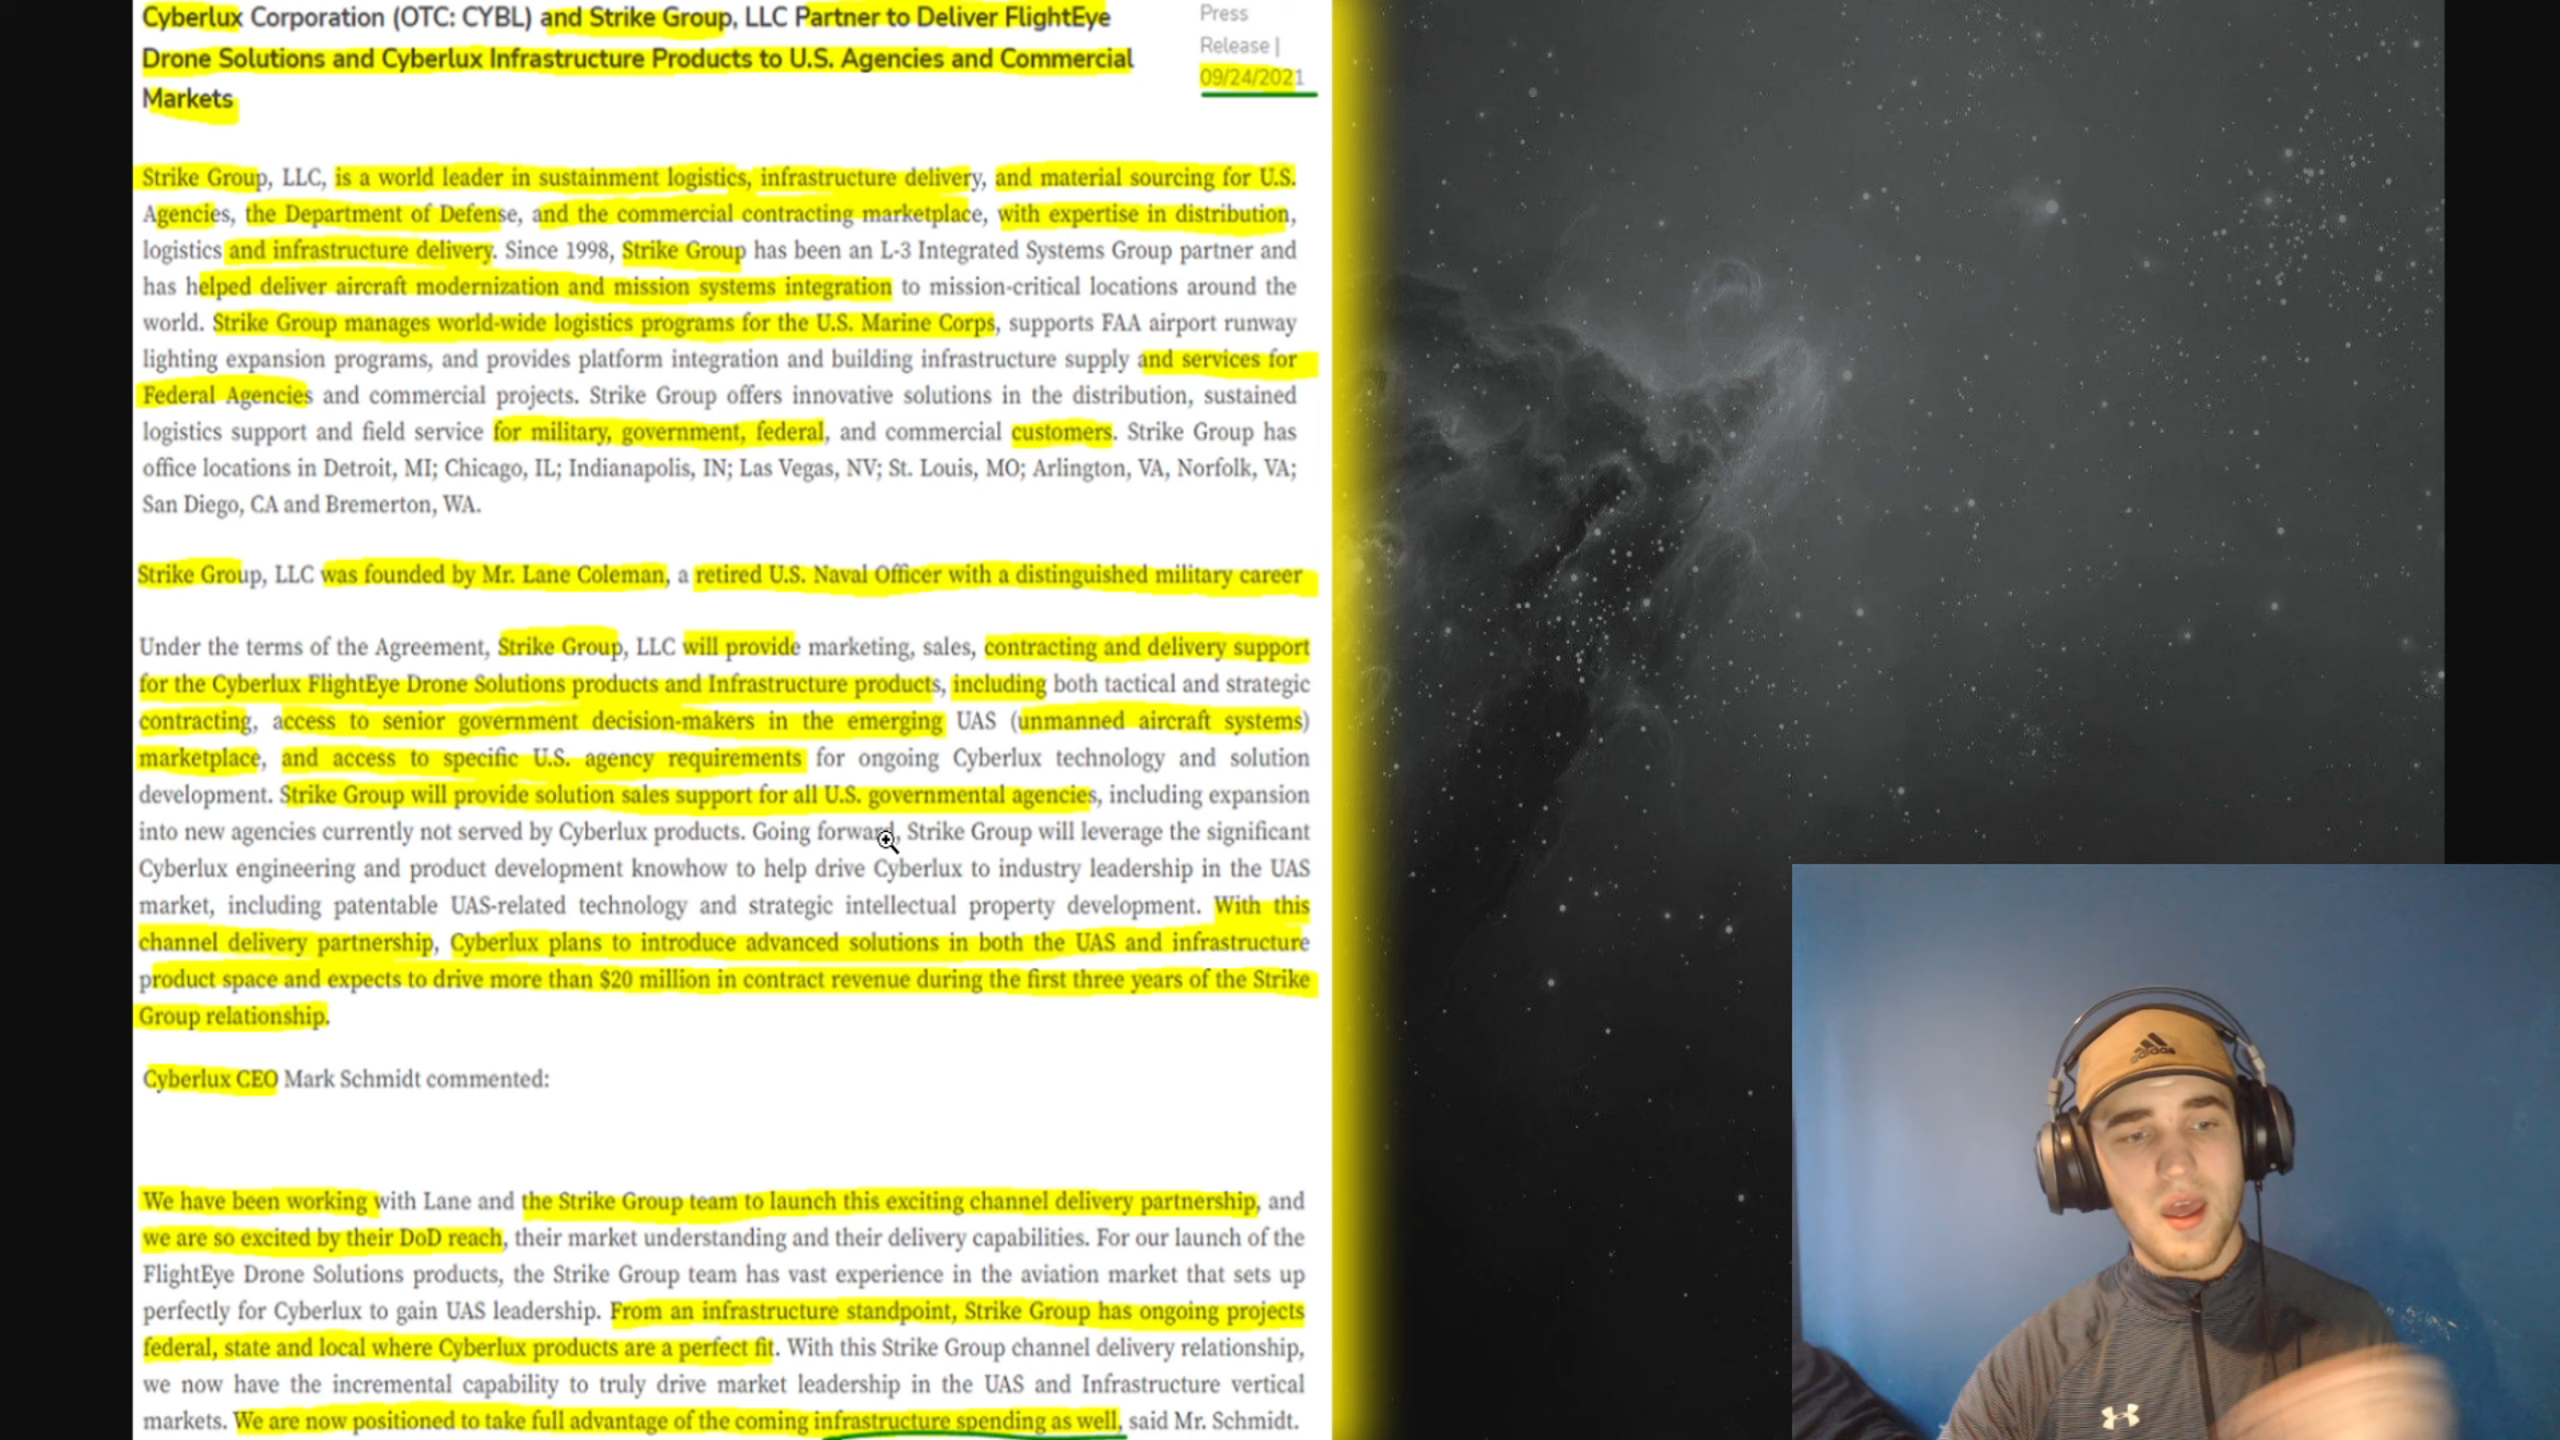 Cyberlux Corporation (OTC: CYBL) and Strike Group, LLC Partner to Deliver FlightEye
Drone Solutions and Cyberlux Infrastructure Products to U.S. Agencies and Commercial
Markets
Press
Release |
09/24/2021
Strike Group, LLC, is a world leader in sustainment logistics, infrastructure delivery, and material sourcing for U.S.
Agencies, the Department of Defense, and the commercial contracting marketplace, with expertise in distribution,
logistics and infrastructure delivery. Since 1998, Strike Group has been an L-3 Integrated Systems Group partner and
has helped deliver aircraft modernization and mission systems integration to mission-critical locations around the
world. Strike Group manages world-wide logistics programs for the U.S. Marine Corps, supports FAA airport runway
lighting expansion programs, and provides platform integration and building infrastructure supply and services for
Federal Agencies and commercial projects. Strike Group offers innovative solutions in the distribution, sustained
logistics support and field service for military, government, federal, and commercial customers. Strike Group has
office locations in Detroit, MI; Chicago, IL; Indianapolis, IN; Las Vegas, NV; St. Louis, MO; Arlington, VA, Norfolk, VA;
San Diego, CA and Bremerton, WA.
Strike Group, LLC was founded by Mr. Lane Coleman, a retired U.S. Naval Officer with a distinguished military career
Under the terms of the Agreement, Strike Group, LLC will provide marketing, sales, contracting and delivery support
for the Cyberlux FlightEye Drone Solutions products and Infrastructure products, including both tactical and strategic
contracting, access to senior government decision-makers in the emerging UAS (unmanned aircraft systems)
marketplace, and access to specific U.S. agency requirements for ongoing Cyberlux technology and solution
development. Strike Group will provide solution sales support for all U.S. governmental agencies, including expansion
into new agencies currently not served by Cyberlux products. Going forward, Strike Group will leverage the significant
Cyberlux engineering and product development knowhow to help drive Cyberlux to industry leadership in the UAS
market, including patentable UAS-related technology and strategic intellectual property development. With this
channel delivery partnership, Cyberlux plans to introduce advanced solutions in both the UAS and infrastructure
product space and expects to drive more than $20 million in contract revenue during the first three years of the Strike
Group relationship.
Cyberlux CEO Mark Schmidt commented:
We have been working with Lane and the Strike Group team to launch this exciting channel delivery partnership, and
we are so excited by their DoD reach, their market understanding and their delivery capabilities. For our launch of the
FlightEye Drone Solutions products, the Strike Group team has vast experience in the aviation market that sets up
perfectly for Cyberlux to gain UAS leadership. From an infrastructure standpoint, Strike Group has ongoing projects
federal, state and local where Cyberlux products are a perfect fit. With this Strike Group channel delivery relationship,
we now have the incremental capability to truly drive market leadership in the UAS and Infrastructure vertical
markets. We are now positioned to take full advantage of the coming infrastructure spending as well, said Mr. Schmidt.
adidas